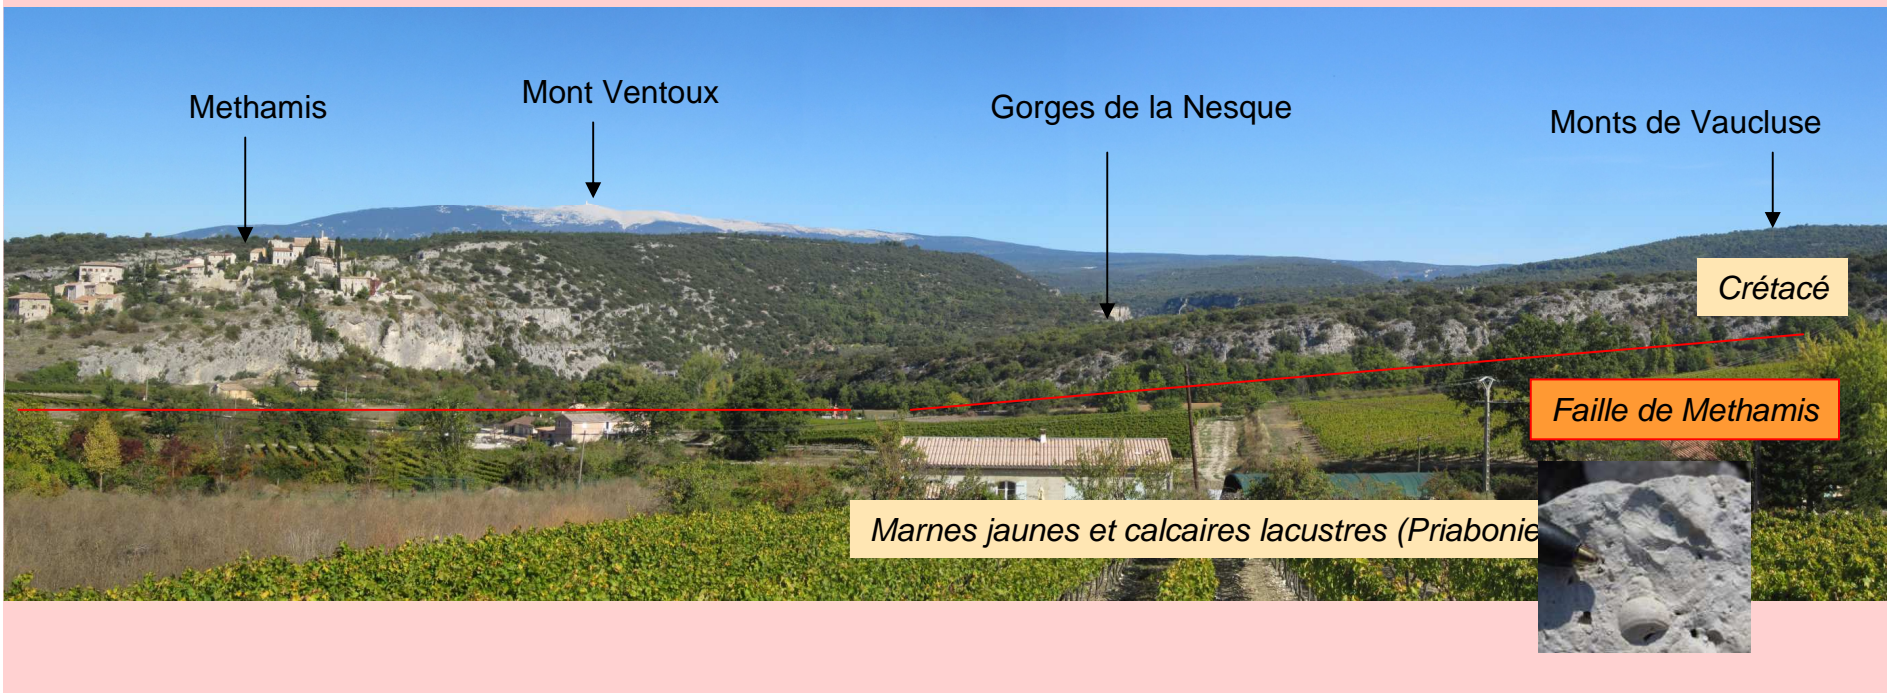 Methamis
Mont Ventoux
Gorges de la Nesque
Monts de Vaucluse
Crétacé
Faille de Methamis
Marnes jaunes et calcaires lacustres (Priabonie